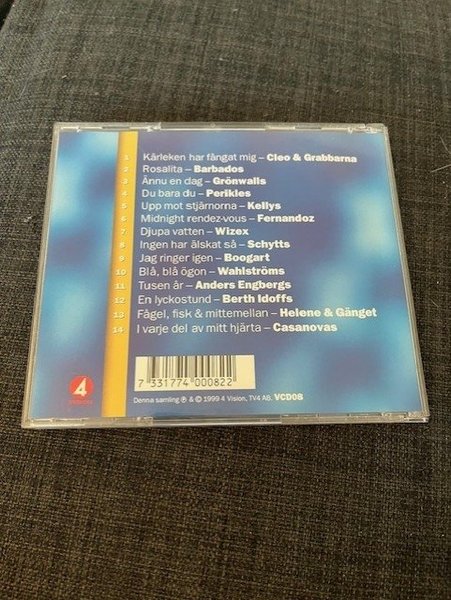 1 Kärleken har fångat mig – Cleo & Grabbarna
2 Rosalita – Barbados
3 Ännu en dag – Grönwalls
4 Du bara du – Perikles
5 Upp mot stjärnorna – Kellys
6 Midnight rendez-vous – Fernandoz
7 Djupa vatten – Wizex
8 Ingen har älskat så – Schytts
9 Jag ringer igen – Boogart
10 Blå, blå ögon – Wahlströms
11 Tusen år – Anders Engbergs
12 En lyckostund – Berth Idoffs
13 Fågel, fisk & mittemellan – Helene & Gänget
14 I varje del av mitt hjärta – Casanovas
7 331774 000822
4
Denna samling ℗ & © 1999 4 Vision, TV4 AB. VCD08